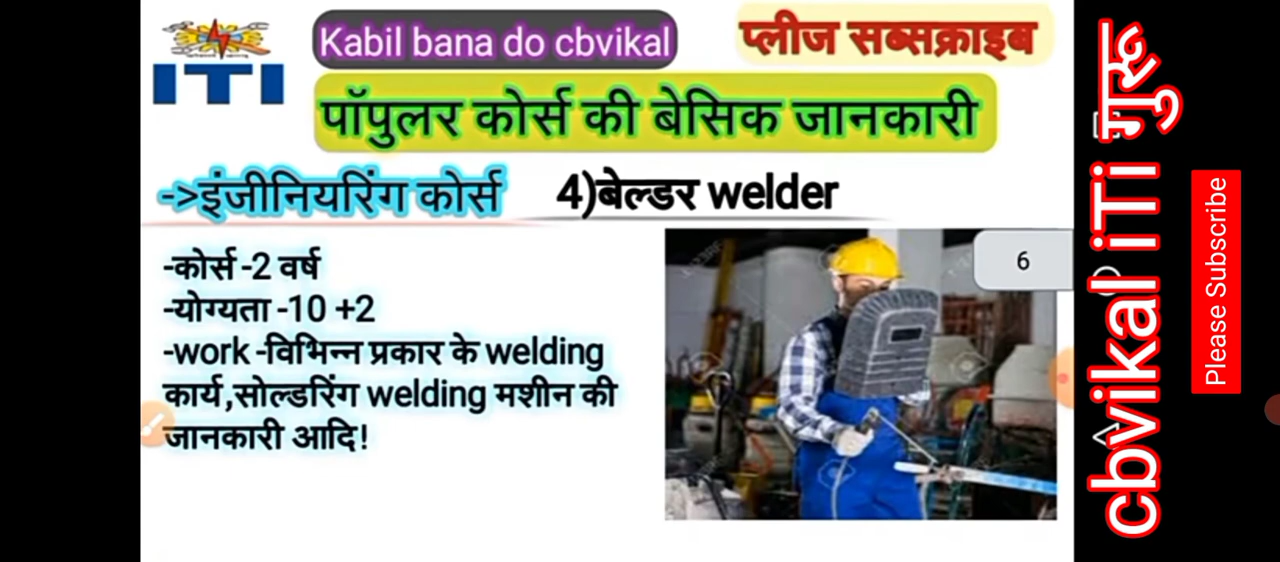 ITI
Kabil bana do cbvikal
प्लीज सब्सक्राइब
पॉपुलर कोर्स की बेसिक जानकारी
->इंजीनियरिंग कोर्स
4)बेल्डर welder
-कोर्स -2 वर्ष
-योग्यता -10 +2
-work -विभिन्न प्रकार के welding
कार्य,सोल्डरिंग welding मशीन की
जानकारी आदि!
6
cbvikal iTi गुरू
Please Subscribe